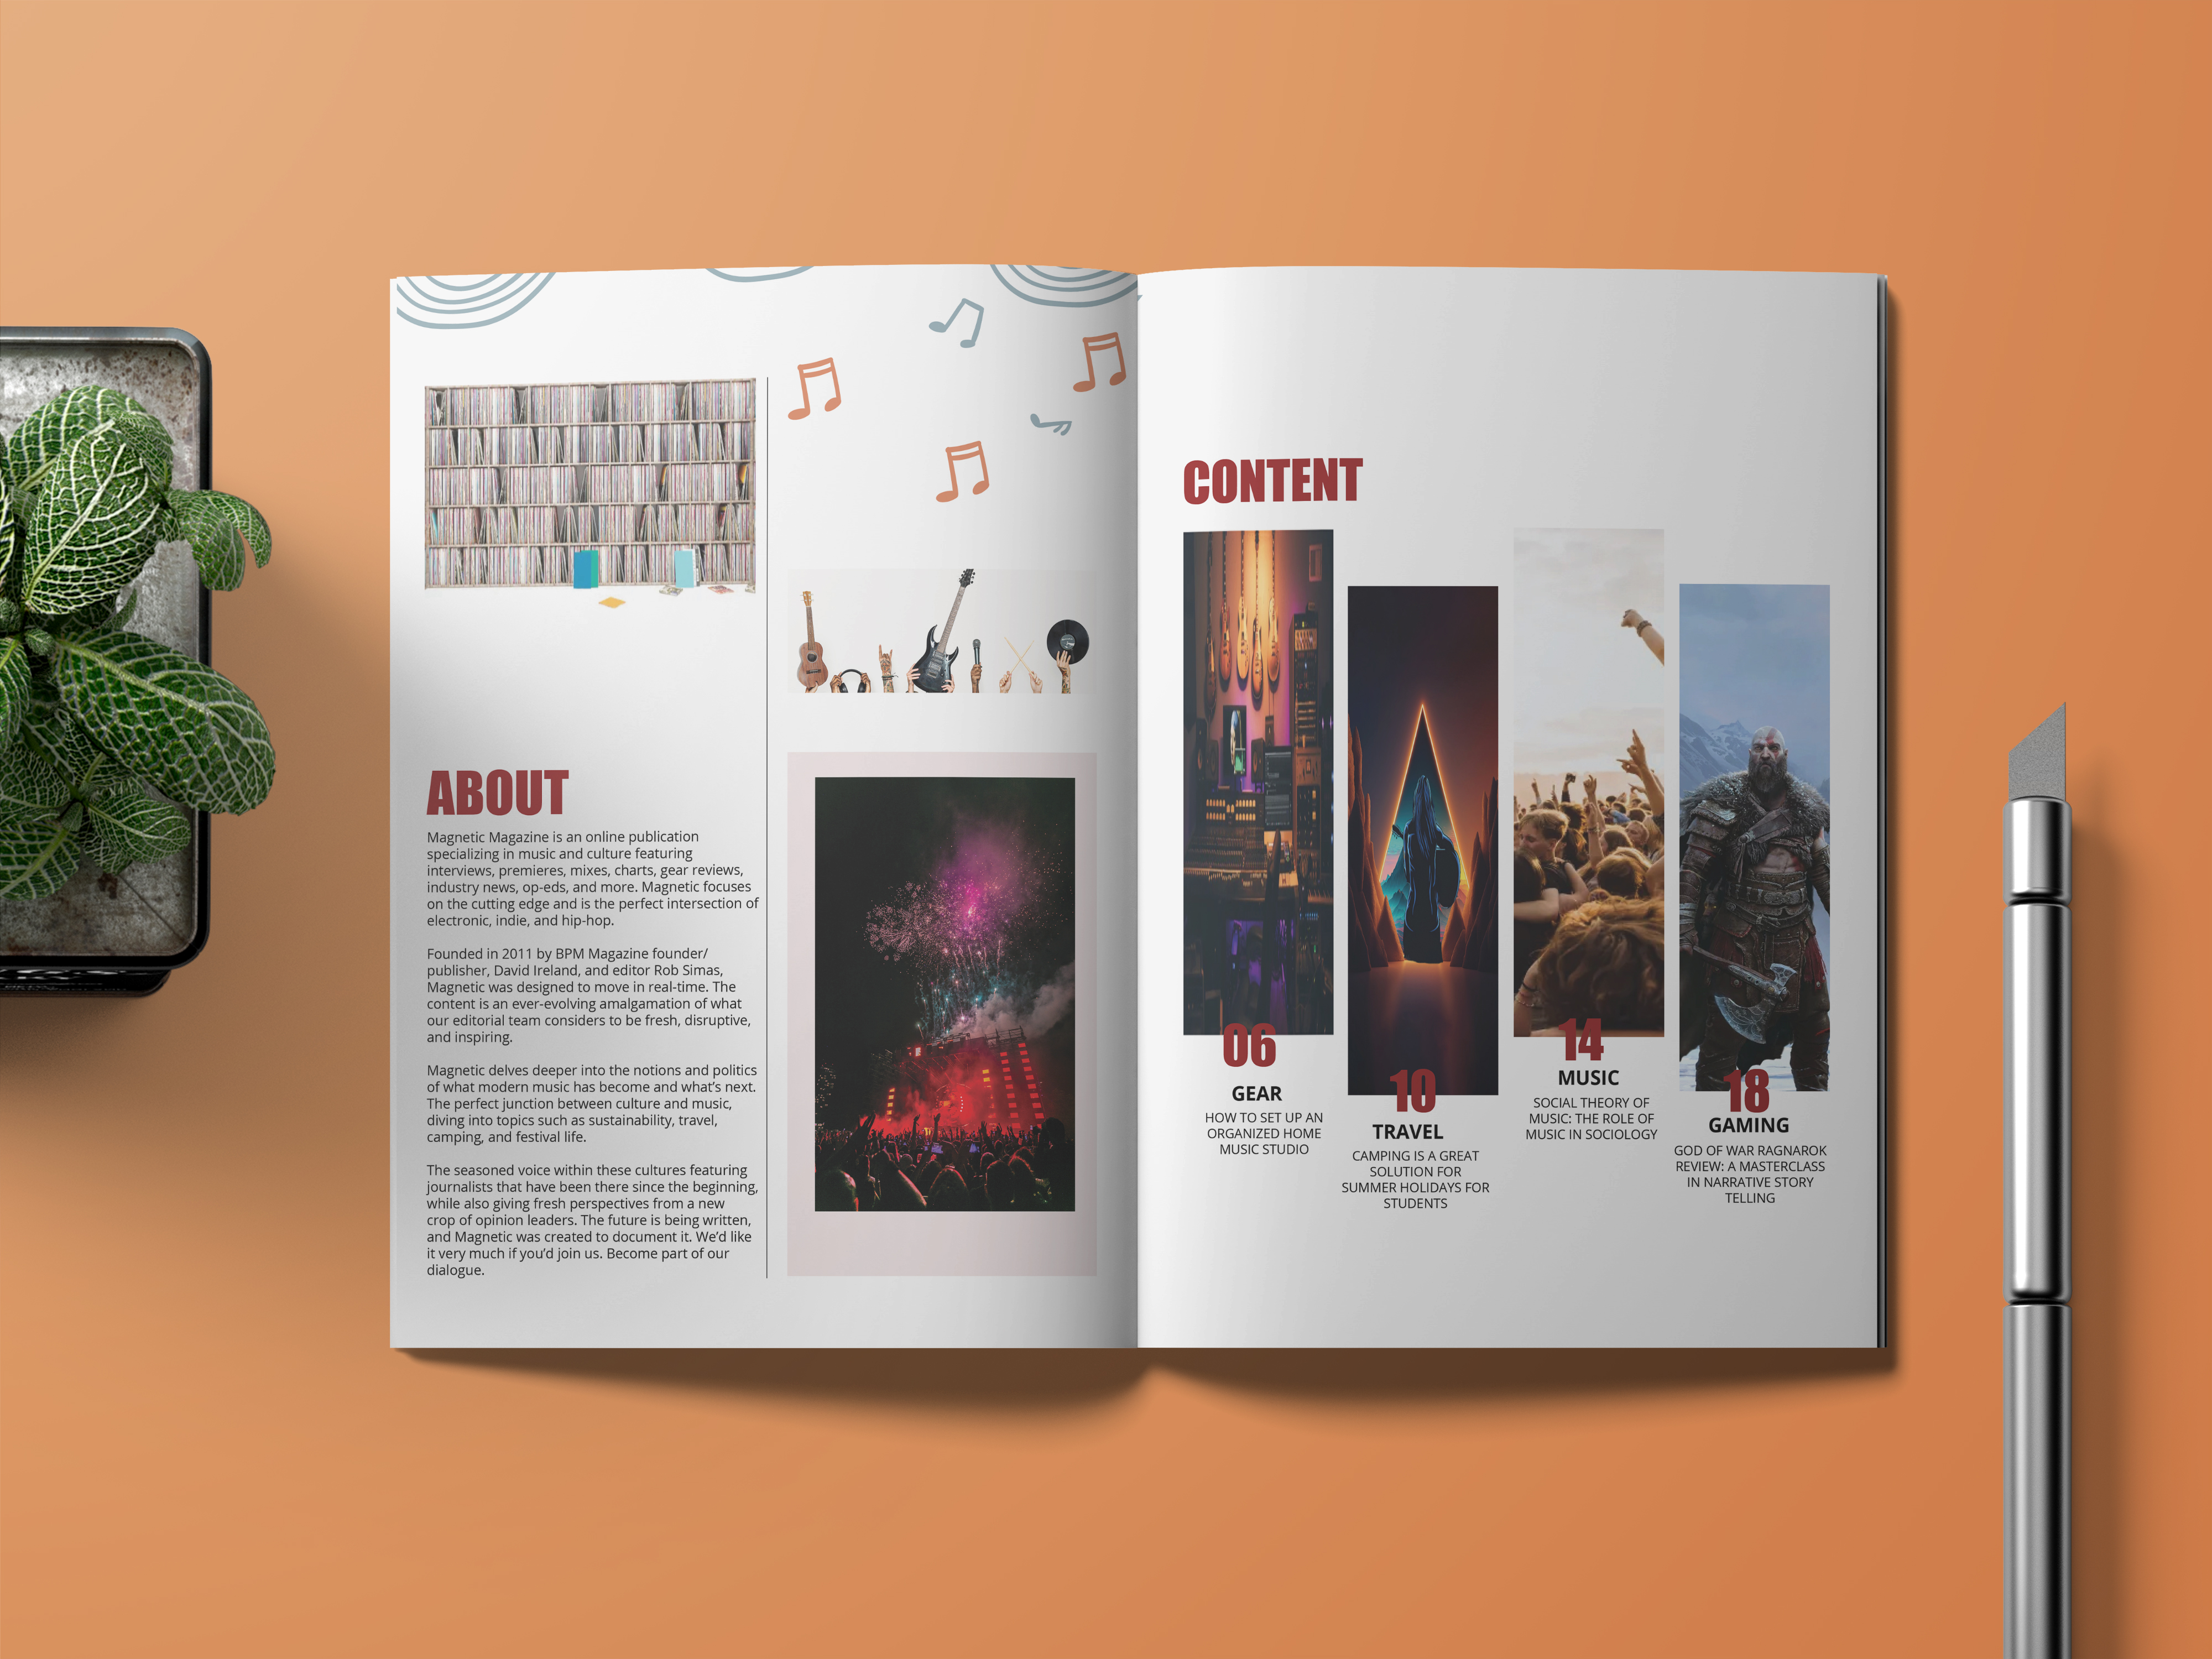 ABOUT
Magnetic Magazine is an online publication
specializing in music and culture featuring
interviews, premieres, mixes, charts, gear reviews,
industry news, op-eds, and more. Magnetic focuses
on the cutting edge and is the perfect intersection of
electronic, indie, and hip-hop.
Founded in 2011 by BPM Magazine founder/
publisher, David Ireland, and editor Rob Simas,
Magnetic was designed to move in real-time. The
content is an ever-evolving amalgamation of what
our editorial team considers to be fresh, disruptive,
and inspiring.
Magnetic delves deeper into the notions and politics
of what modern music has become and what’s next.
The perfect junction between culture and music,
diving into topics such as sustainability, travel,
camping, and festival life.
The seasoned voice within these cultures featuring
journalists that have been there since the beginning,
while also giving fresh perspectives from a new
crop of opinion leaders. The future is being written,
and Magnetic was created to document it. We’d like
it very much if you’d join us. Become part of our
dialogue.
CONTENT
06
GEAR
HOW TO SET UP AN
ORGANIZED HOME
MUSIC STUDIO
10
TRAVEL
CAMPING IS A GREAT
SOLUTION FOR
SUMMER HOLIDAYS FOR
STUDENTS
14
MUSIC
SOCIAL THEORY OF
MUSIC: THE ROLE OF
MUSIC IN SOCIOLOGY
18
GAMING
GOD OF WAR RAGNAROK
REVIEW: A MASTERCLASS
IN NARRATIVE STORY
TELLING